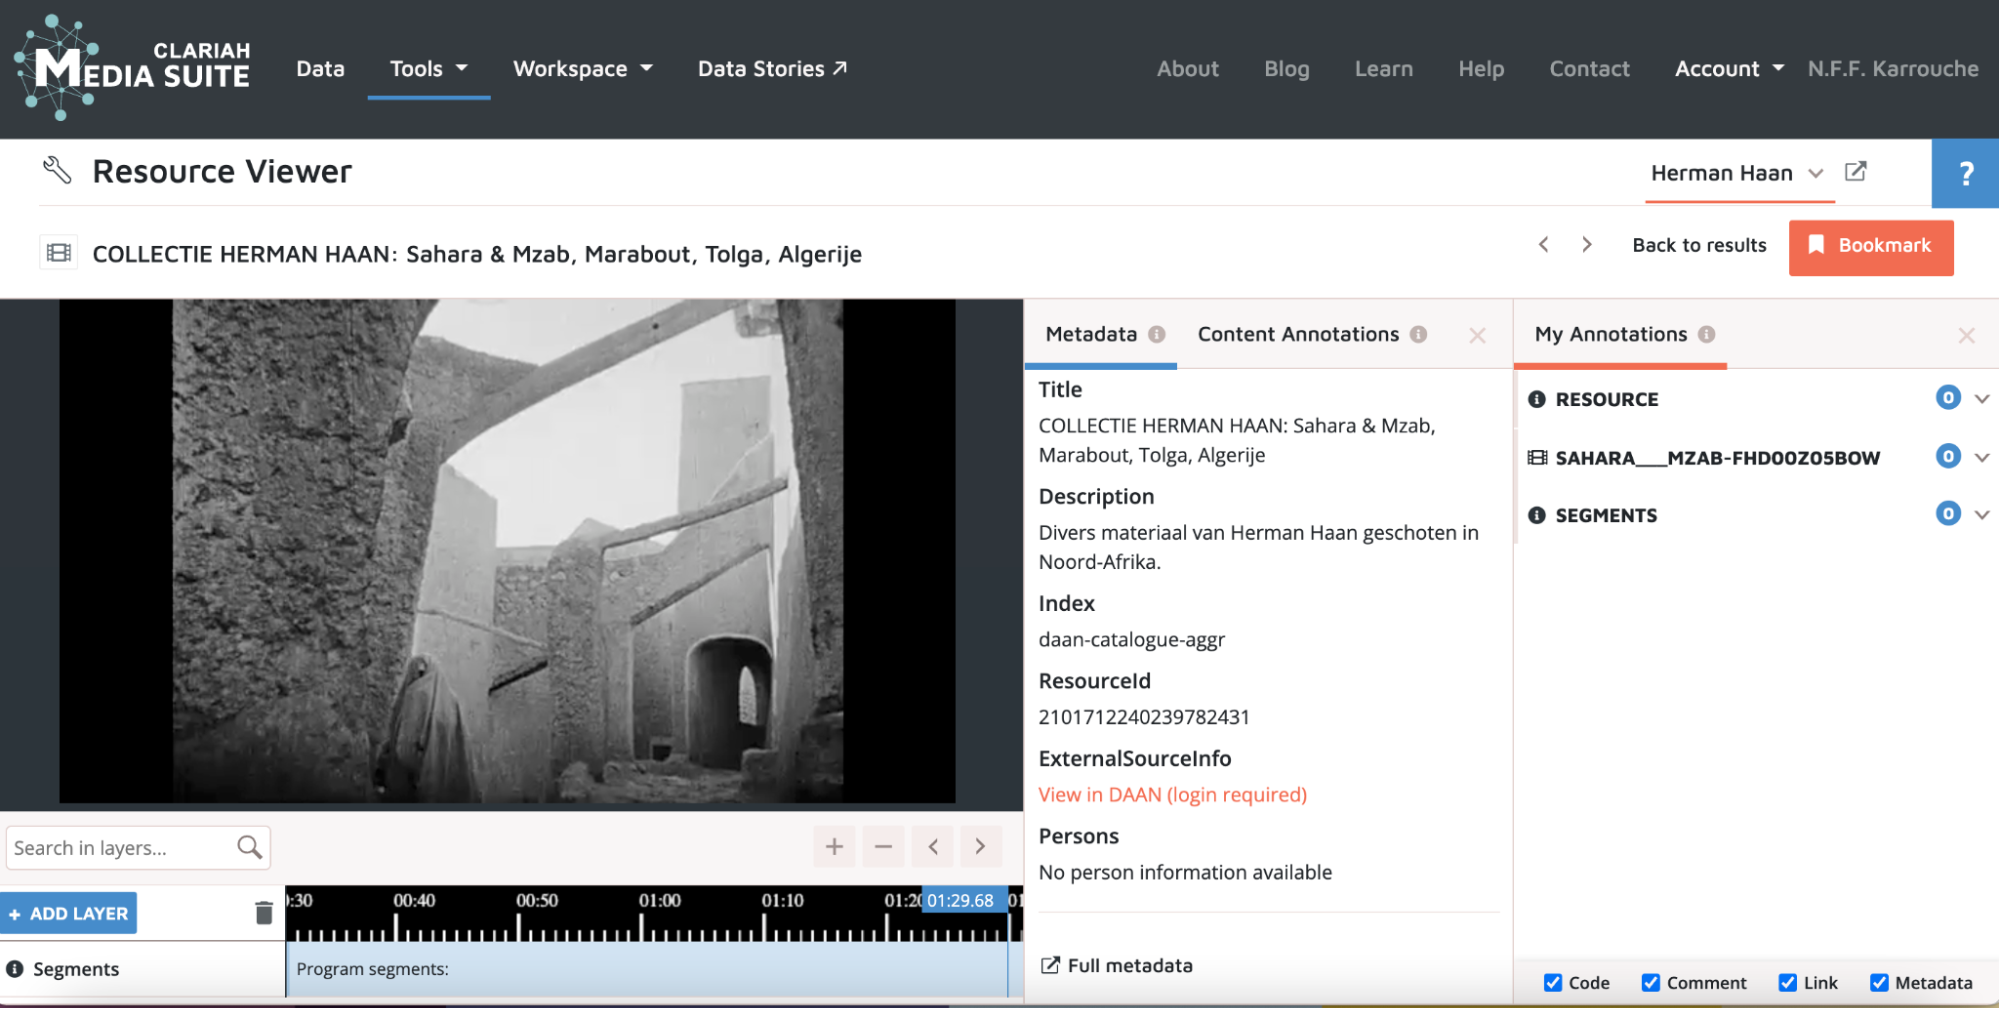 CLARIAH
MEDIA SUITE
Data
Tools
Workspace
Data Stories
About
Blog
Learn
Help
Contact
Account
N.F.F. Karrouche
Resource Viewer
Herman Haan
?
COLLECTIE HERMAN HAAN: Sahara & Mzab, Marabout, Tolga, Algerije
Back to results
Bookmark
Metadata
Content Annotations
Title
COLLECTIE HERMAN HAAN: Sahara & Mzab,
Marabout, Tolga, Algerije
Description
Divers materiaal van Herman Haan geschoten in
Noord-Afrika.
Index
daan-catalogue-aggr
ResourceId
2101712240239782431
ExternalSourceInfo
View in DAAN (login required)
Persons
No person information available
Full metadata
My Annotations
RESOURCE 0
SAHARA___MZAB-FHD00Z05BOW 0
SEGMENTS 0
Code
Comment
Link
Metadata
Search in layers...
+ ADD LAYER
:30 00:40 00:50 01:00 01:10 01:20 01:29.68 01
Segments
Program segments: